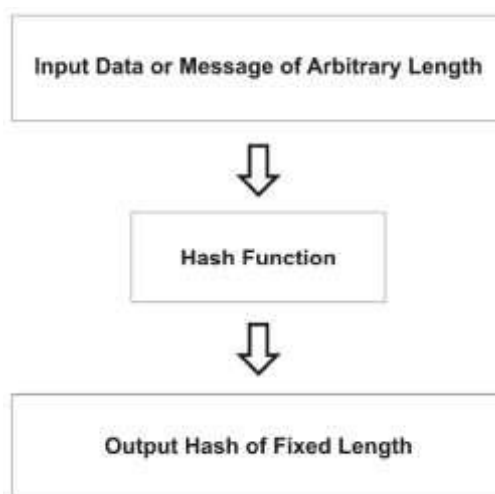 Input Data or Message of Arbitrary Length
Hash Function
Output Hash of Fixed Length